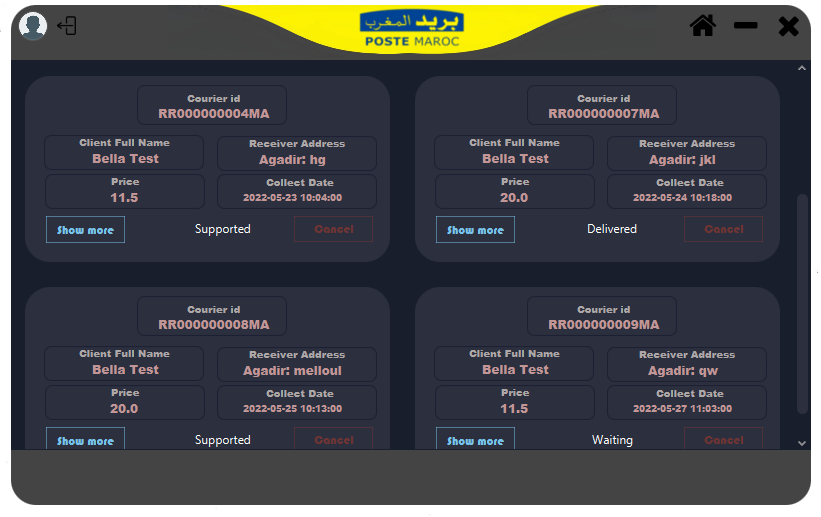 بريد المغرب
POSTE MAROC
Courier id
RR000000004MA
Client Full Name
Bella Test
Receiver Address
Agadir: hg
Price
11.5
Collect Date
2022-05-23 10:04:00
Show more
Supported
Cancel
Courier id
RR000000007MA
Client Full Name
Bella Test
Receiver Address
Agadir: jkl
Price
20.0
Collect Date
2022-05-24 10:18:00
Show more
Delivered
Cancel
Courier id
RR000000008MA
Client Full Name
Bella Test
Receiver Address
Agadir: melloul
Price
20.0
Collect Date
2022-05-25 10:13:00
Show more
Supported
Cancel
Courier id
RR000000009MA
Client Full Name
Bella Test
Receiver Address
Agadir: qw
Price
11.5
Collect Date
2022-05-27 11:03:00
Show more
Waiting
Cancel